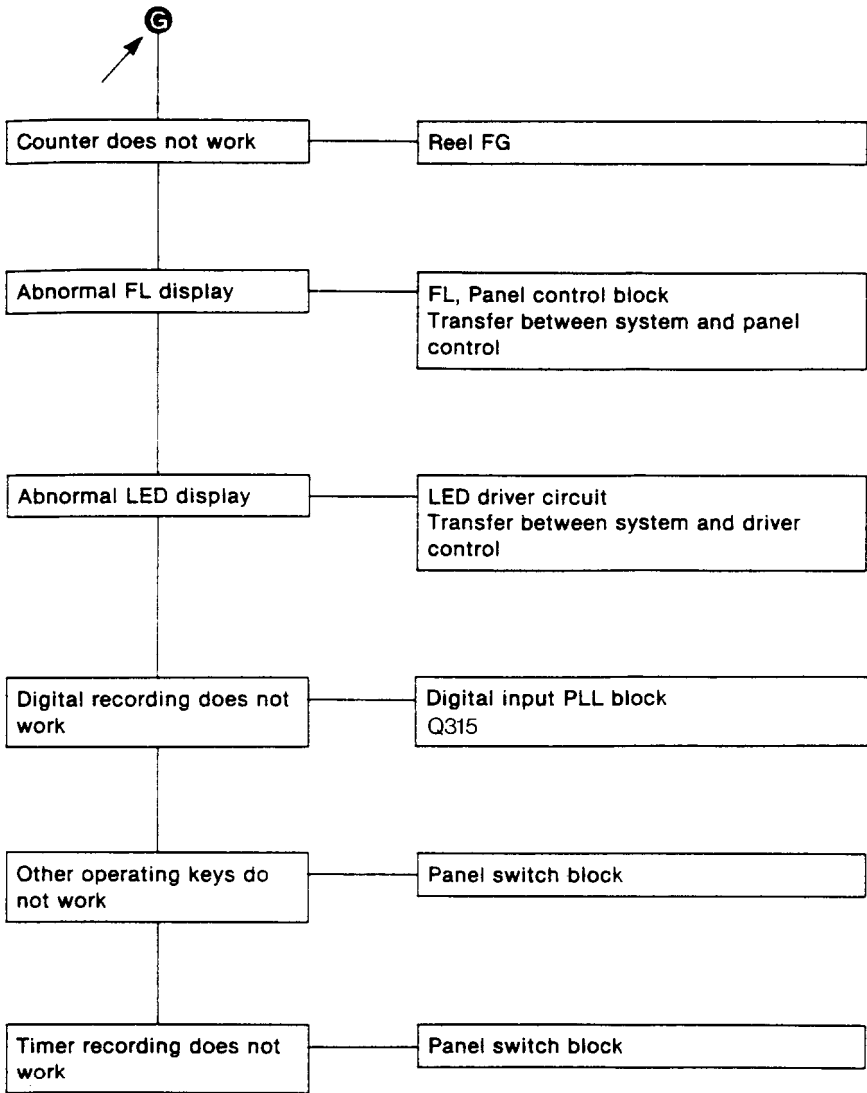 G
Counter does not work
Reel FG
Abnormal FL display
FL, Panel control block
Transfer between system and panel
control
Abnormal LED display
LED driver circuit
Transfer between system and driver
control
Digital recording does not
work
Digital input PLL block
Q315
Other operating keys do
not work
Panel switch block
Timer recording does not
work
Panel switch block